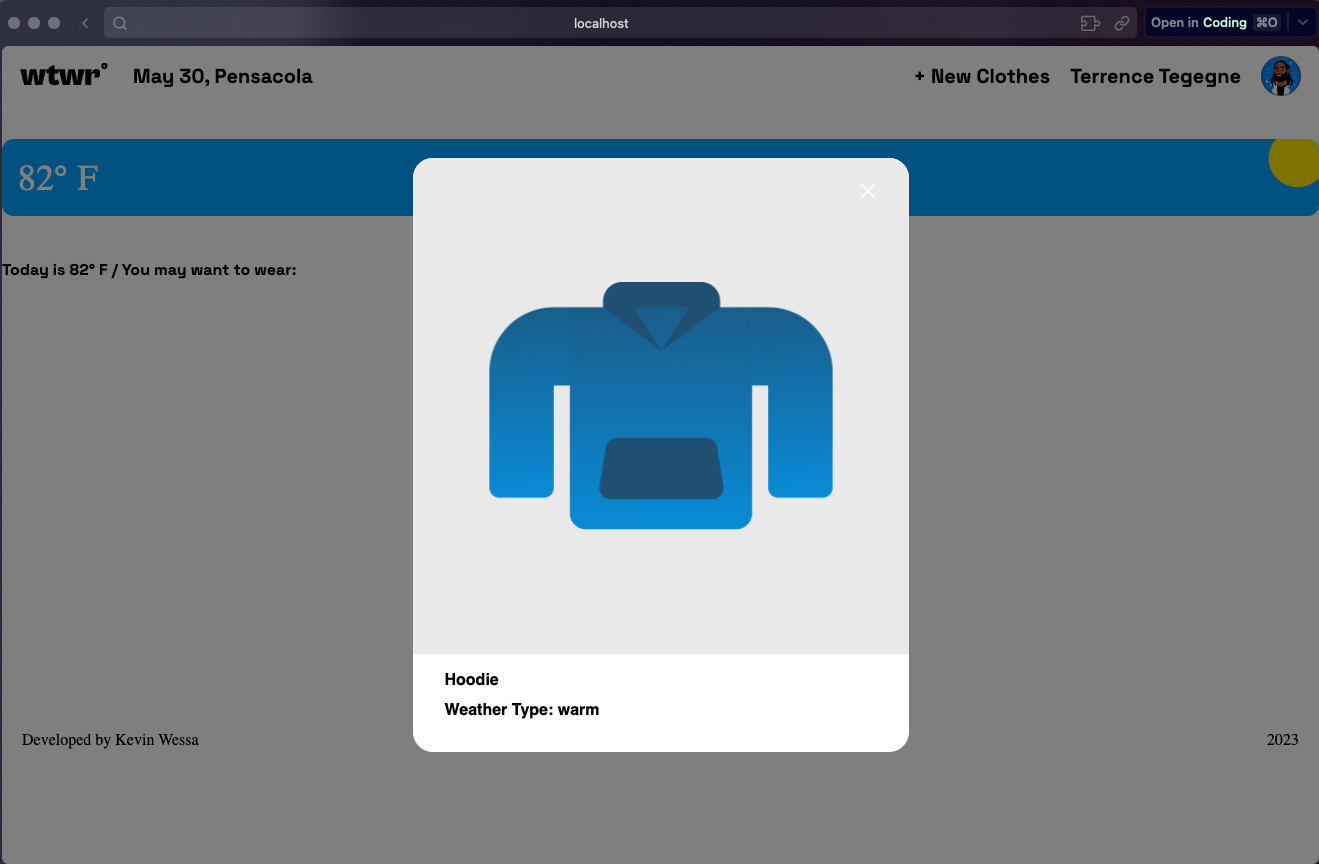 localhost
Open in Coding ⌘O
wtwr°
May 30, Pensacola
+ New Clothes
Terrence Tegegne
82° F
Today is 82° F / You may want to wear:
Hoodie
Weather Type: warm
Developed by Kevin Wessa
2023